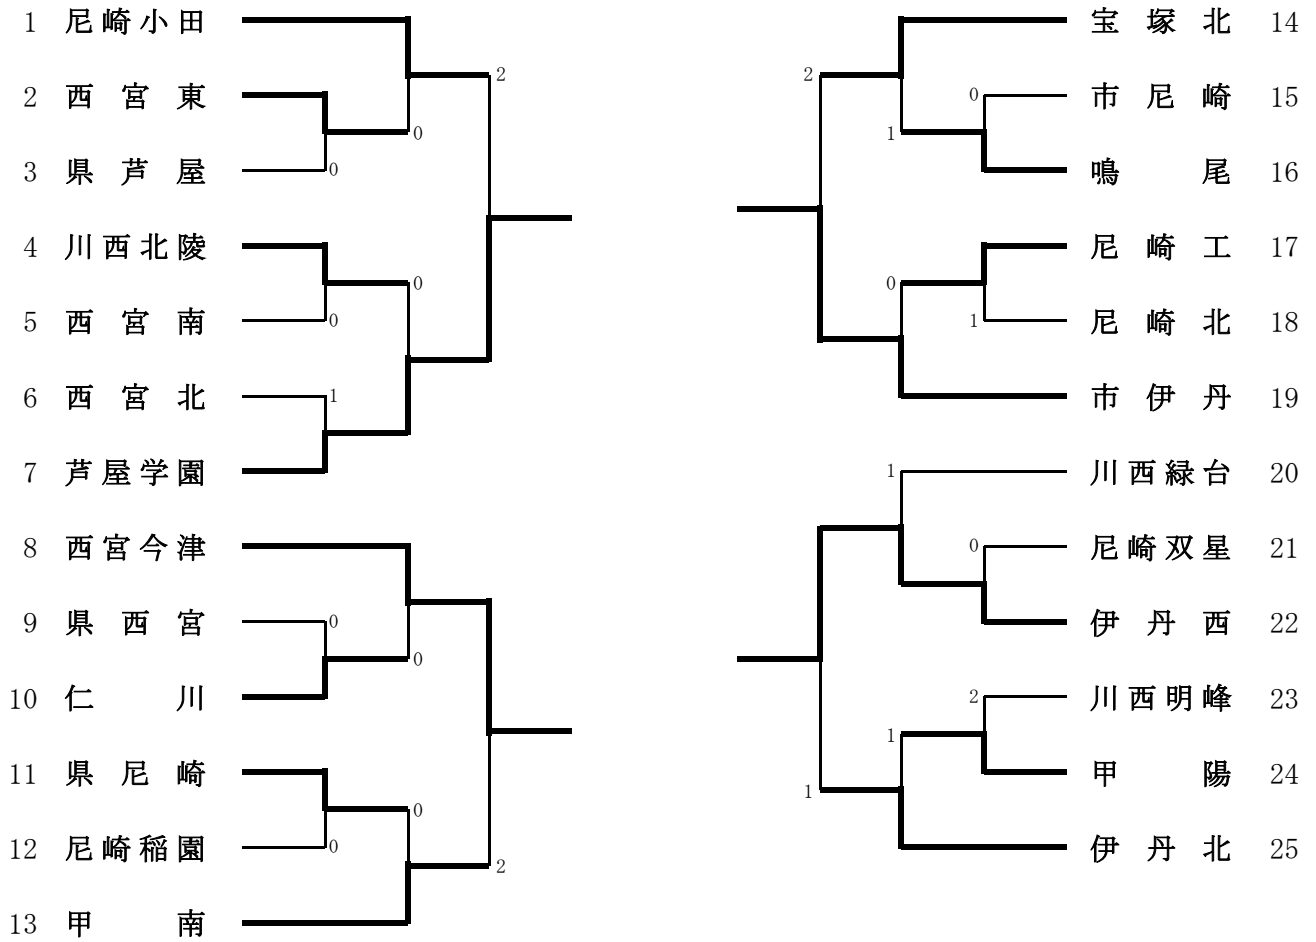 1 尼崎小田
2
2 西宮東
0
3 県芦屋 0
4 川西北陵
0
5 西宮南 0
6 西宮北 1
7 芦屋学園
8 西宮今津
9 県西宮 0
0
10 仁川
11 県尼崎
0
12 尼崎稲園 0
2
13 甲南
宝塚北 14
2
0 市尼崎 15
1
鳴尾 16
尼崎工 17
0
1 尼崎北 18
市伊丹 19
1 川西緑台 20
0 尼崎双星 21
伊丹西 22
2 川西明峰 23
1
甲陽 24
1
伊丹北 25